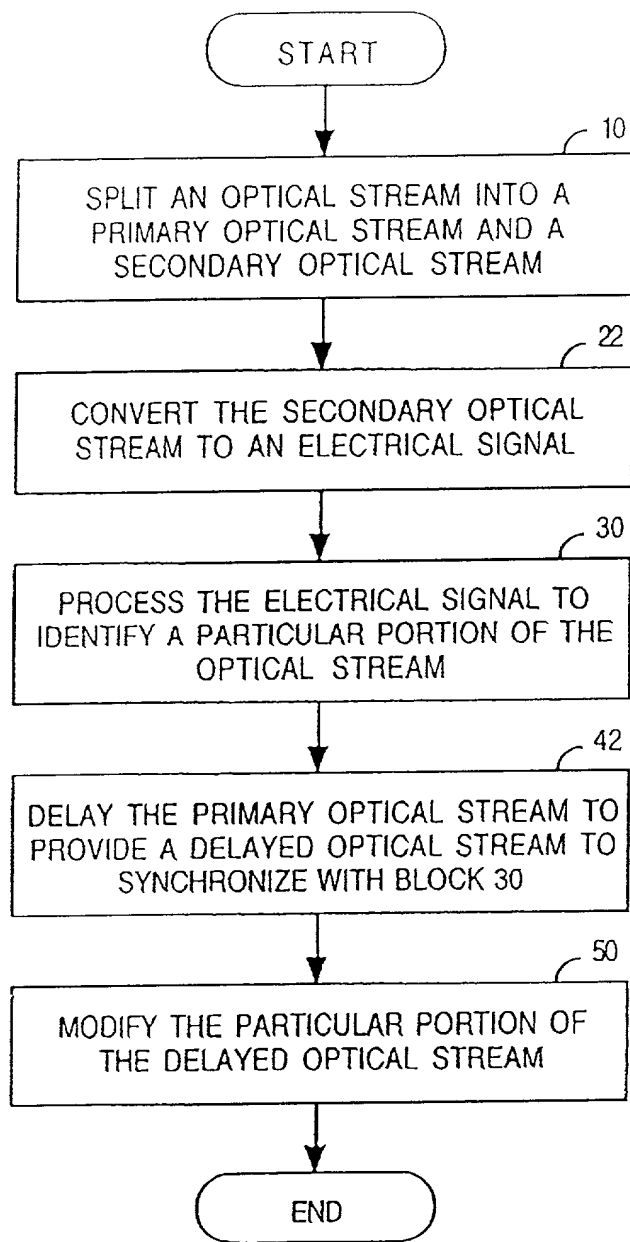 START
10
SPLIT AN OPTICAL STREAM INTO A
PRIMARY OPTICAL STREAM AND A
SECONDARY OPTICAL STREAM
22
CONVERT THE SECONDARY OPTICAL
STREAM TO AN ELECTRICAL SIGNAL
30
PROCESS THE ELECTRICAL SIGNAL TO
IDENTIFY A PARTICULAR PORTION OF THE
OPTICAL STREAM
42
DELAY THE PRIMARY OPTICAL STREAM TO
PROVIDE A DELAYED OPTICAL STREAM TO
SYNCHRONIZE WITH BLOCK 30
50
MODIFY THE PARTICULAR PORTION OF
THE DELAYED OPTICAL STREAM
END